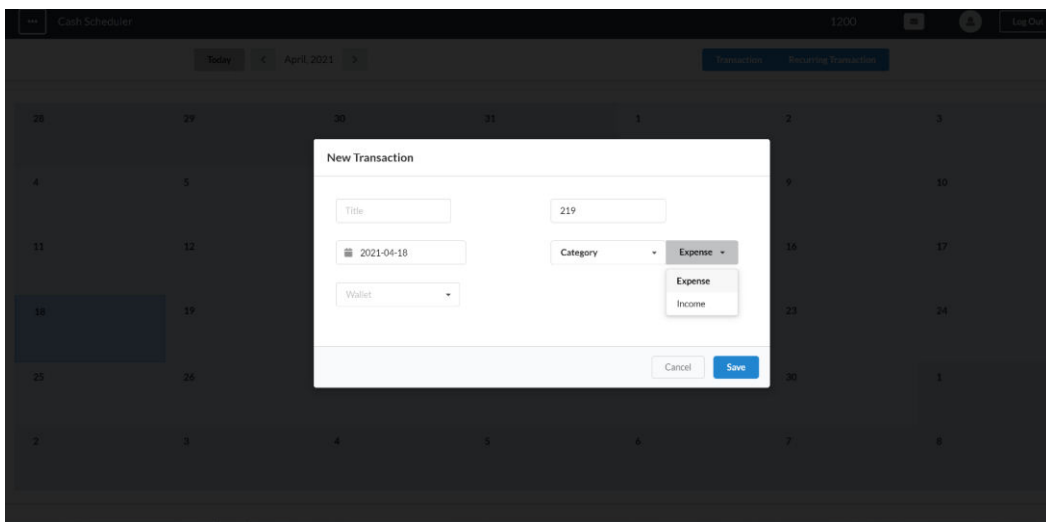 Cash Scheduler 1200 Log Out
Today < April, 2021 > Transaction Recurring Transaction
28 29 30 31 1 2 3
New Transaction
4 5 9 10
Title 219
11 12 2021-04-18 Category Expense 16 17
Expense
Wallet Income
18 19 23 24
Cancel Save
25 26 30 1
2 3 4 5 6 7 8